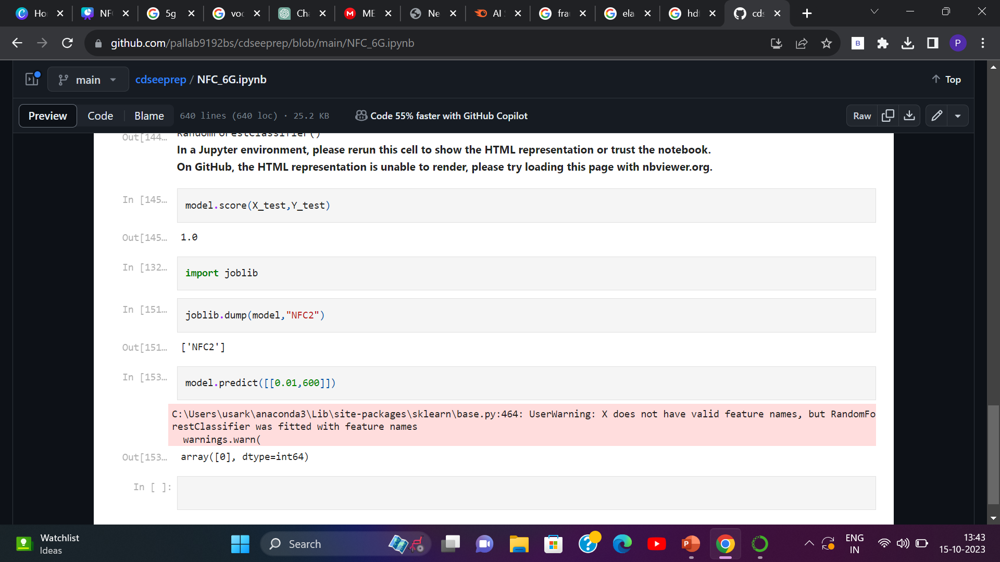 Ho
NF
5g
voc
Ch
ME
Ne
AI
fra
ela
hdf
cds
github.com/pallab9192bs/cdseeprep/blob/main/NFC_6G.ipynb
B
P
main
cdseeprep / NFC_6G.ipynb
Top
Preview
Code
Blame
640 lines (640 loc) · 25.2 KB
Code 55% faster with GitHub Copilot
Raw
Out[144… RandomForestClassifier()
In a Jupyter environment, please rerun this cell to show the HTML representation or trust the notebook.
On GitHub, the HTML representation is unable to render, please try loading this page with nbviewer.org.
In [145… model.score(X_test,Y_test)
Out[145… 1.0
In [132… import joblib
In [151… joblib.dump(model,"NFC2")
Out[151… ['NFC2']
In [153… model.predict([[0.01,600]])
C:\Users\usark\anaconda3\Lib\site-packages\sklearn\base.py:464: UserWarning: X does not have valid feature names, but RandomFo
restClassifier was fitted with feature names
warnings.warn(
Out[153… array([0], dtype=int64)
In [ ]:
Watchlist
Ideas
Search
ENG
IN
13:43
15-10-2023